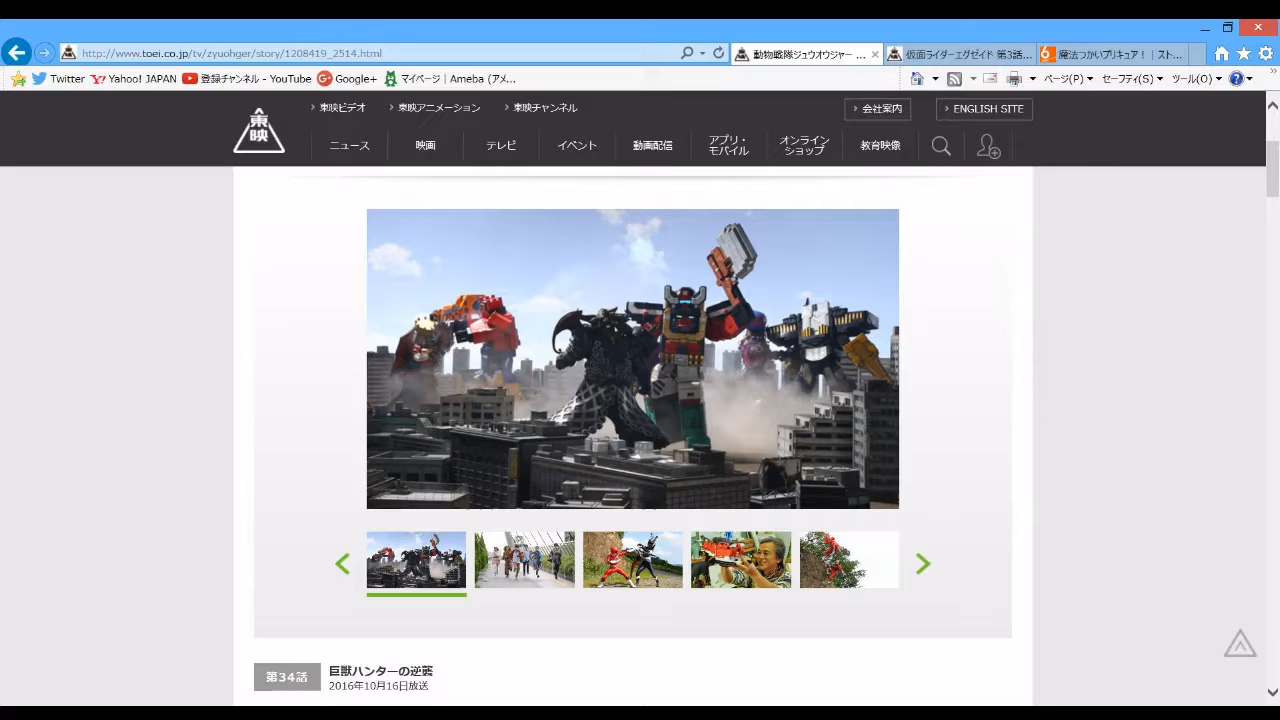 http://www.toei.co.jp/tv/zyuohger/story/1208419_2514.html
動物戦隊ジュウオウジャー ...
仮面ライダーエグゼイド 第3話...
魔法つかいプリキュア！｜スト...
Twitter
Yahoo! JAPAN
登録チャンネル - YouTube
Google+
マイページ | Ameba (アメ...
ページ(P)
セーフティ(S)
ツール(O)
東映
東映ビデオ
東映アニメーション
東映チャンネル
会社案内
ENGLISH SITE
ニュース
映画
テレビ
イベント
動画配信
アプリ・
モバイル
オンライン
ショップ
教育映像
第34話
巨獣ハンターの逆襲
2016年10月16日放送